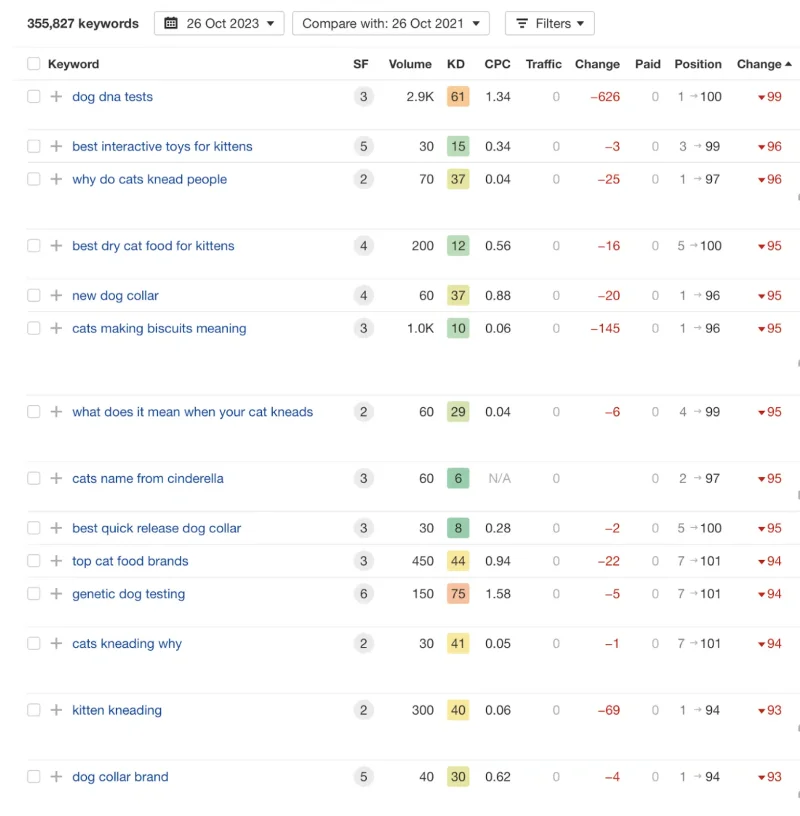 355,827 keywords 26 Oct 2023 Compare with: 26 Oct 2021 Filters
Keyword SF Volume KD CPC Traffic Change Paid Position Change
dog dna tests 3 2.9K 61 1.34 0 −626 0 1 → 100 ▼99
best interactive toys for kittens 5 30 15 0.34 0 −3 0 3 → 99 ▼96
why do cats knead people 2 70 37 0.04 0 −25 0 1 → 97 ▼96
best dry cat food for kittens 4 200 12 0.56 0 −16 0 5 → 100 ▼95
new dog collar 4 60 37 0.88 0 −20 0 1 → 96 ▼95
cats making biscuits meaning 3 1.0K 10 0.06 0 −145 0 1 → 96 ▼95
what does it mean when your cat kneads 2 60 29 0.04 0 −6 0 4 → 99 ▼95
cats name from cinderella 3 60 6 N/A 0 0 2 → 97 ▼95
best quick release dog collar 3 30 8 0.28 0 −2 0 5 → 100 ▼95
top cat food brands 3 450 44 0.94 0 −22 0 7 → 101 ▼94
genetic dog testing 6 150 75 1.58 0 −5 0 7 → 101 ▼94
cats kneading why 2 30 41 0.05 0 −1 0 7 → 101 ▼94
kitten kneading 2 300 40 0.06 0 −69 0 1 → 94 ▼93
dog collar brand 5 40 30 0.62 0 −4 0 1 → 94 ▼93